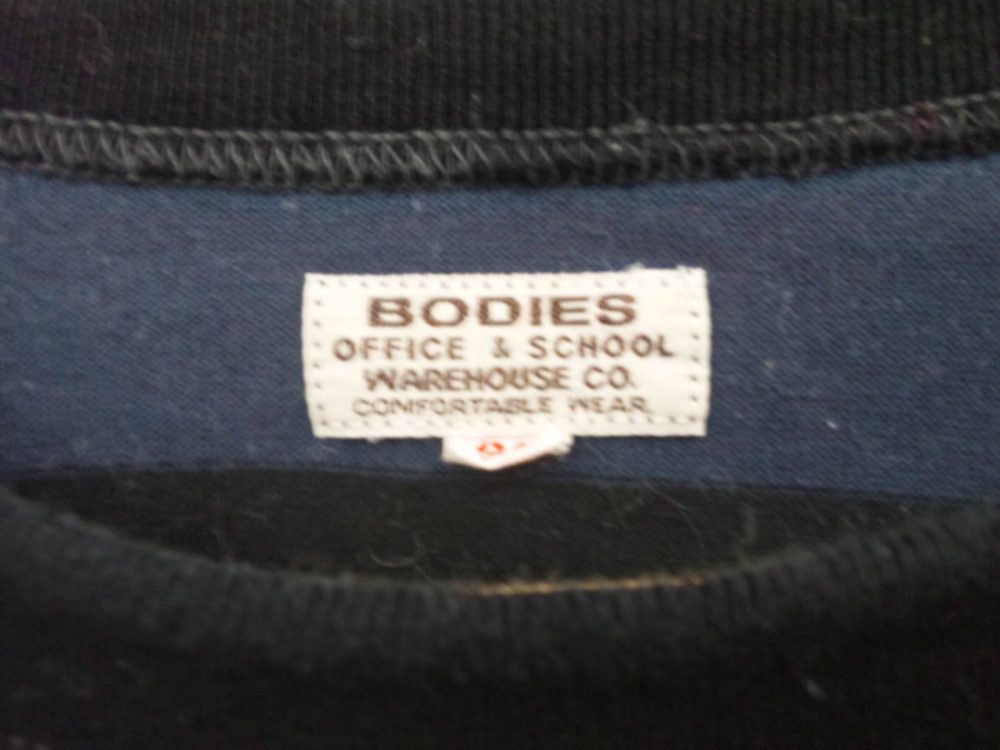 BODIES
OFFICE & SCHOOL
WAREHOUSE CO.
COMFORTABLE WEAR